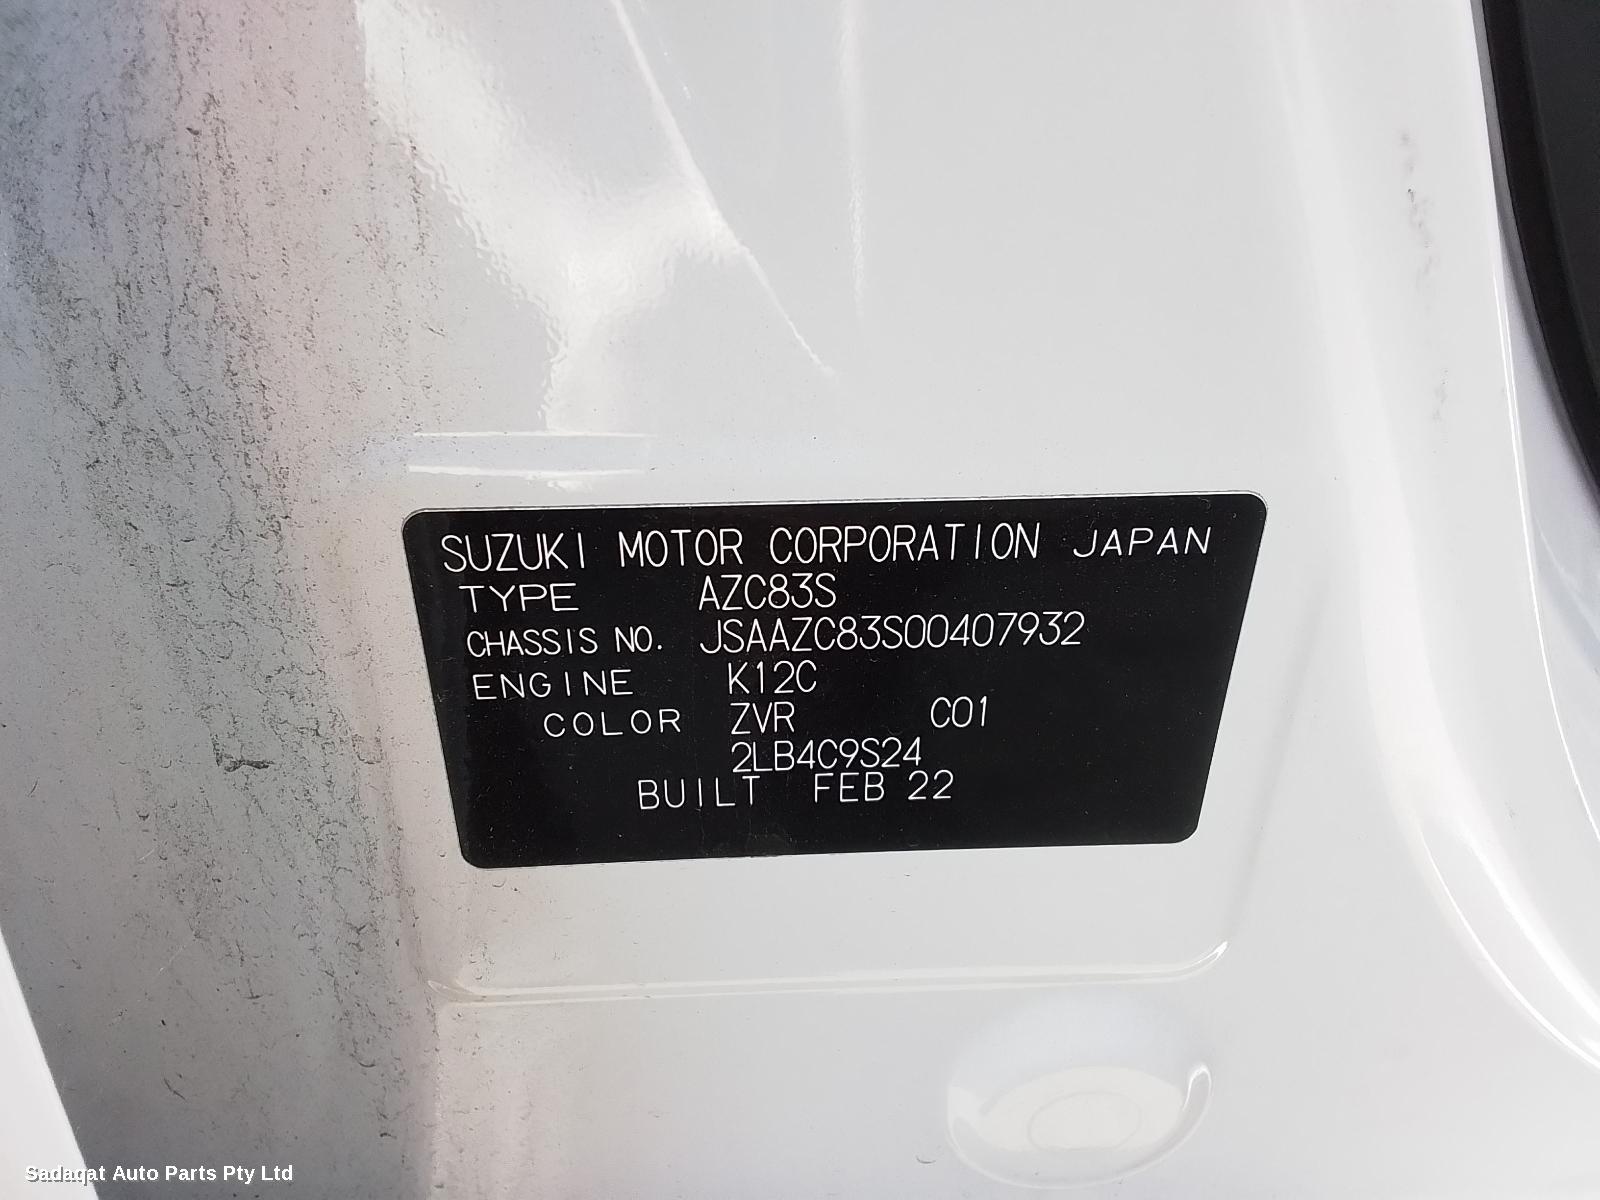 SUZUKI MOTOR CORPORATION JAPAN
TYPE AZC83S
CHASSIS NO. JSAAZC83S00407932
ENGINE K12C
COLOR ZVR C01
2LB4C9S24
BUILT FEB 22
Sadaqat Auto Parts Pty Ltd